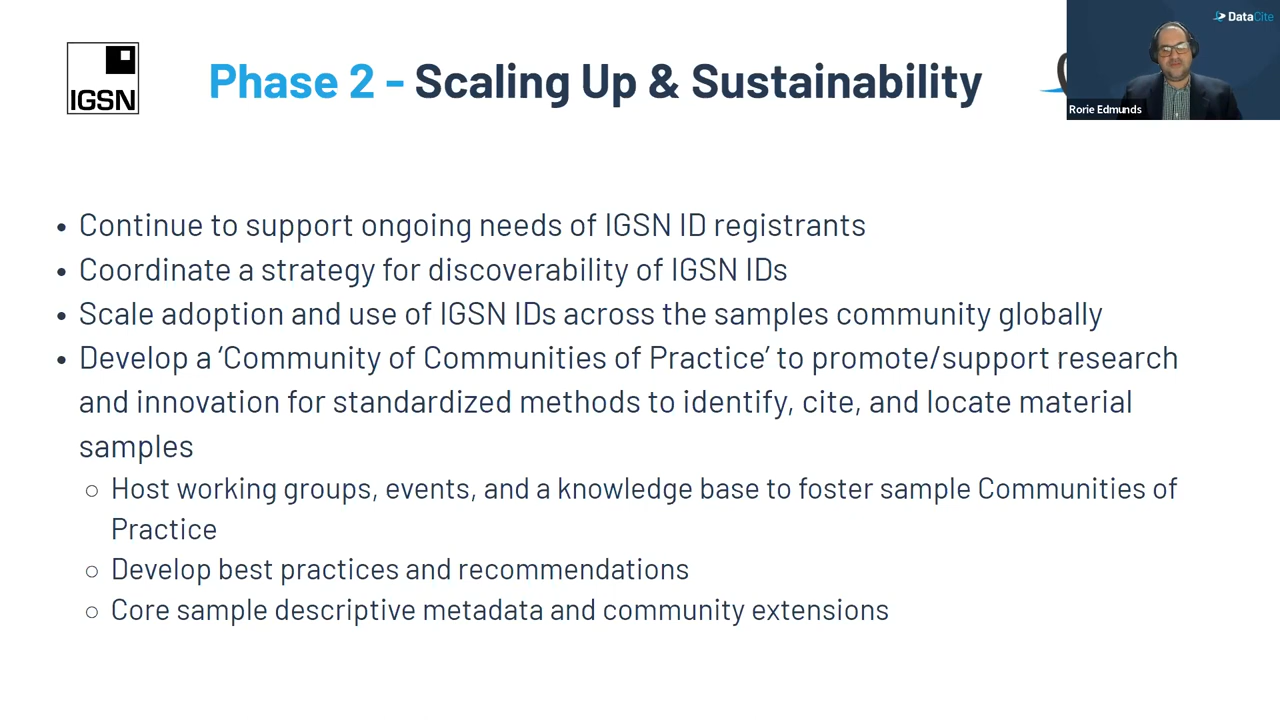 IGSN
Phase 2 - Scaling Up & Sustainability
DataCite
Rorie Edmunds
• Continue to support ongoing needs of IGSN ID registrants
• Coordinate a strategy for discoverability of IGSN IDs
• Scale adoption and use of IGSN IDs across the samples community globally
• Develop a ‘Community of Communities of Practice’ to promote/support research
and innovation for standardized methods to identify, cite, and locate material
samples
○ Host working groups, events, and a knowledge base to foster sample Communities of
Practice
○ Develop best practices and recommendations
○ Core sample descriptive metadata and community extensions